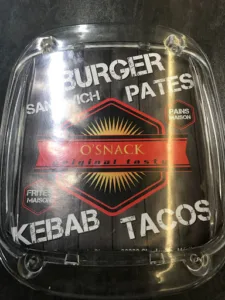 BURGER
SANDWICH PATES
PAINS
MAISON
O'SNACK
original taste
FRITES
MAISON
KEBAB TACOS